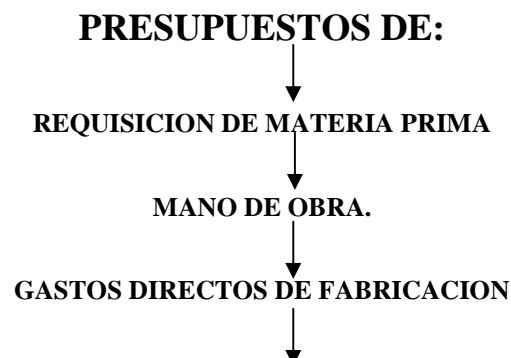 PRESUPUESTOS DE:
REQUISICION DE MATERIA PRIMA
MANO DE OBRA.
GASTOS DIRECTOS DE FABRICACION